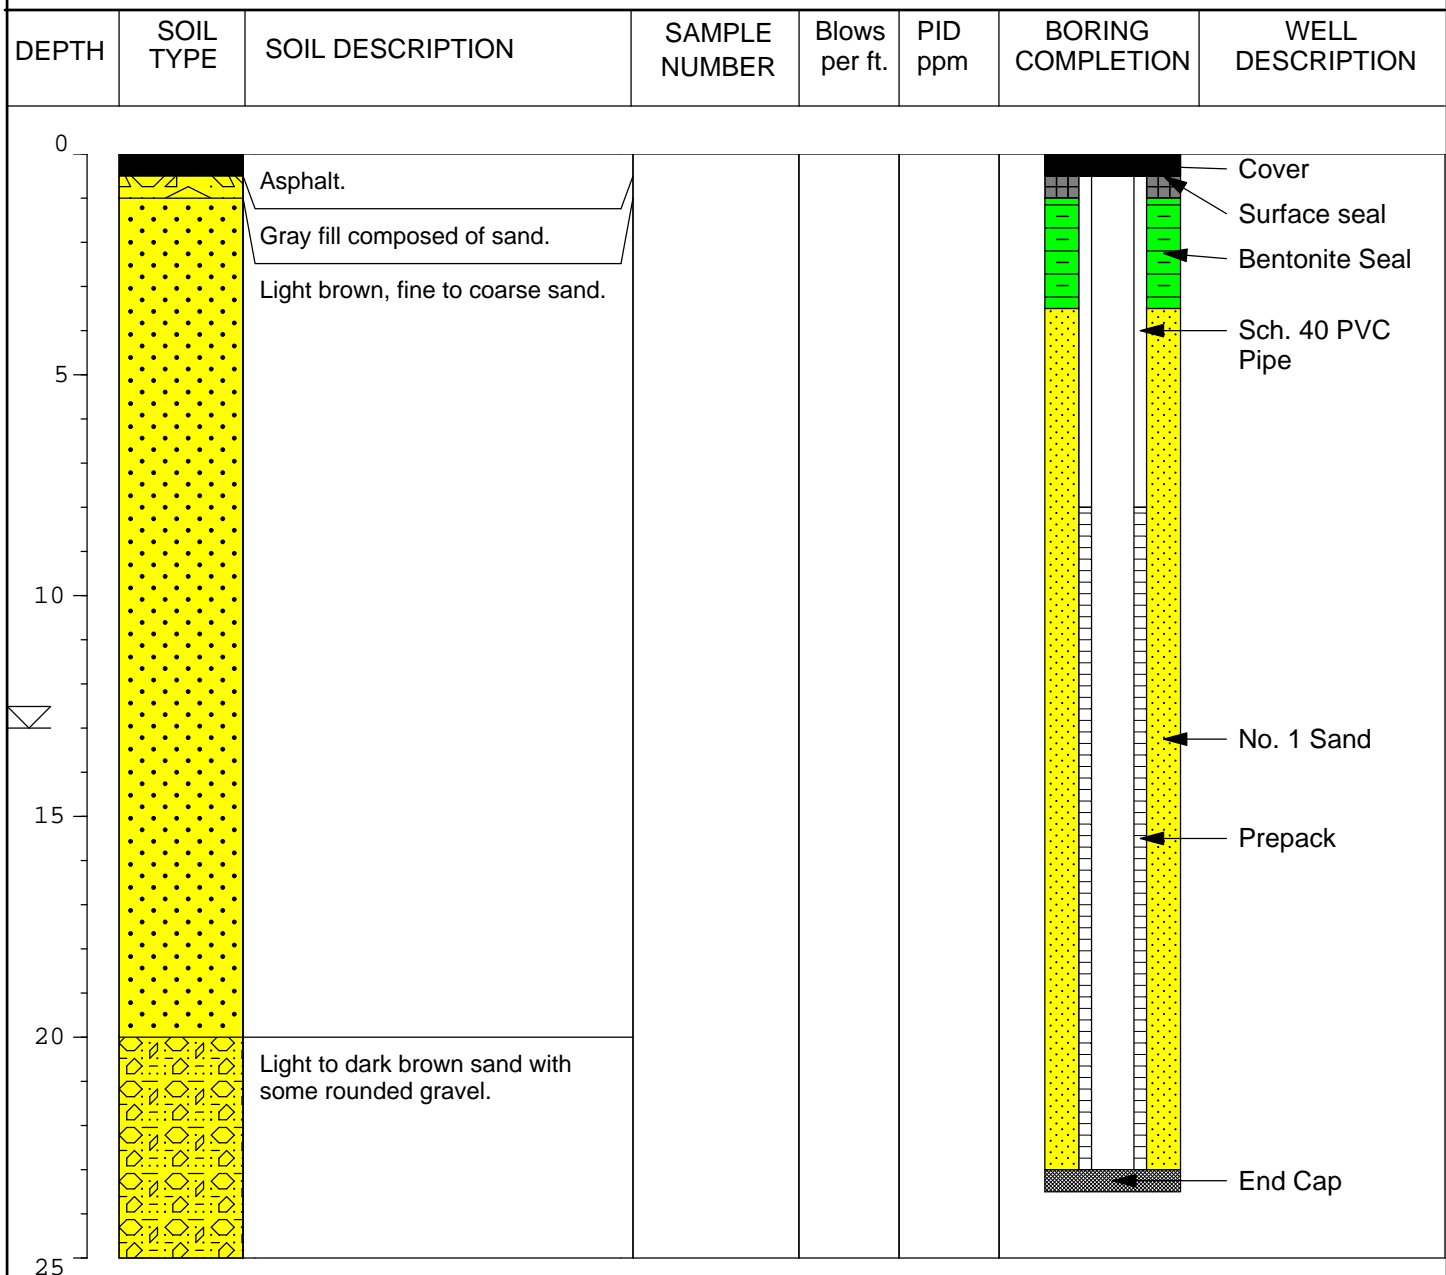 DEPTH
SOIL
TYPE
SOIL DESCRIPTION
SAMPLE
NUMBER
Blows
per ft.
PID
ppm
BORING
COMPLETION
WELL
DESCRIPTION
0
5
10
15
20
25
Asphalt.
Gray fill composed of sand.
Light brown, fine to coarse sand.
Light to dark brown sand with
some rounded gravel.
Cover
Surface seal
Bentonite Seal
Sch. 40 PVC
Pipe
No. 1 Sand
Prepack
End Cap